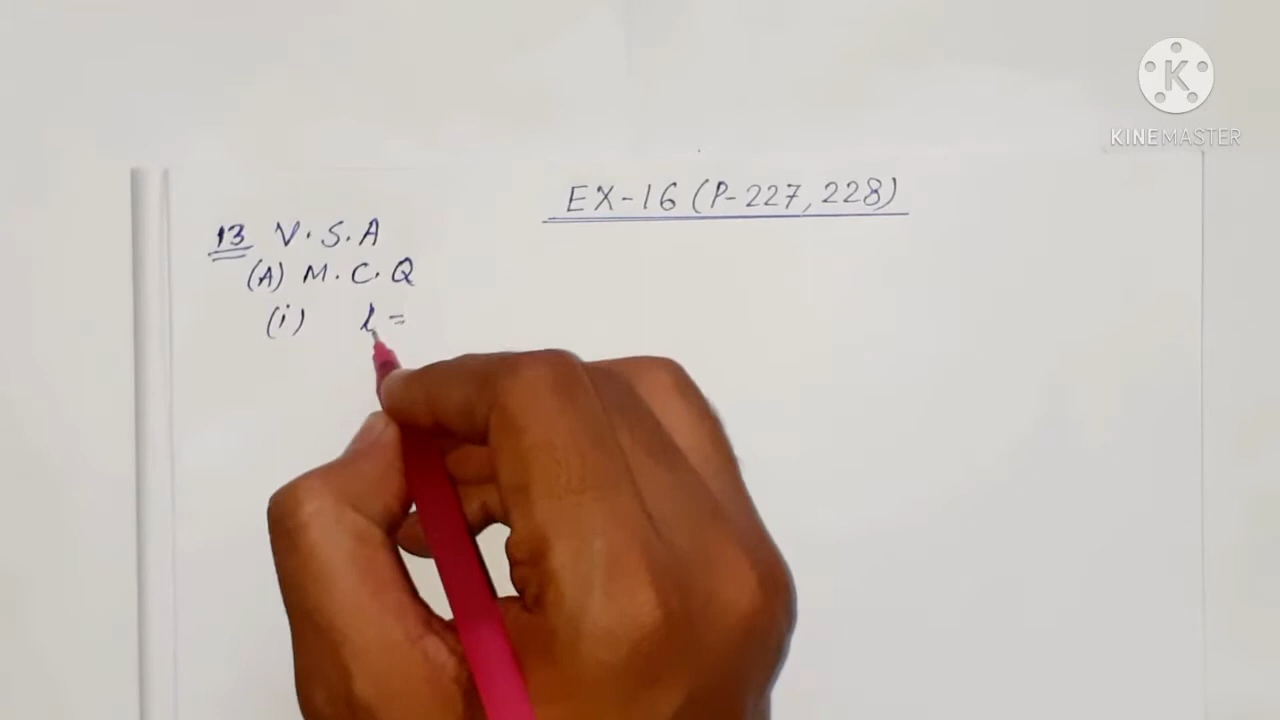 K
KINEMASTER
EX-16 (P-227, 228)
13 V.S.A
(A) M.C.Q
(i) l =